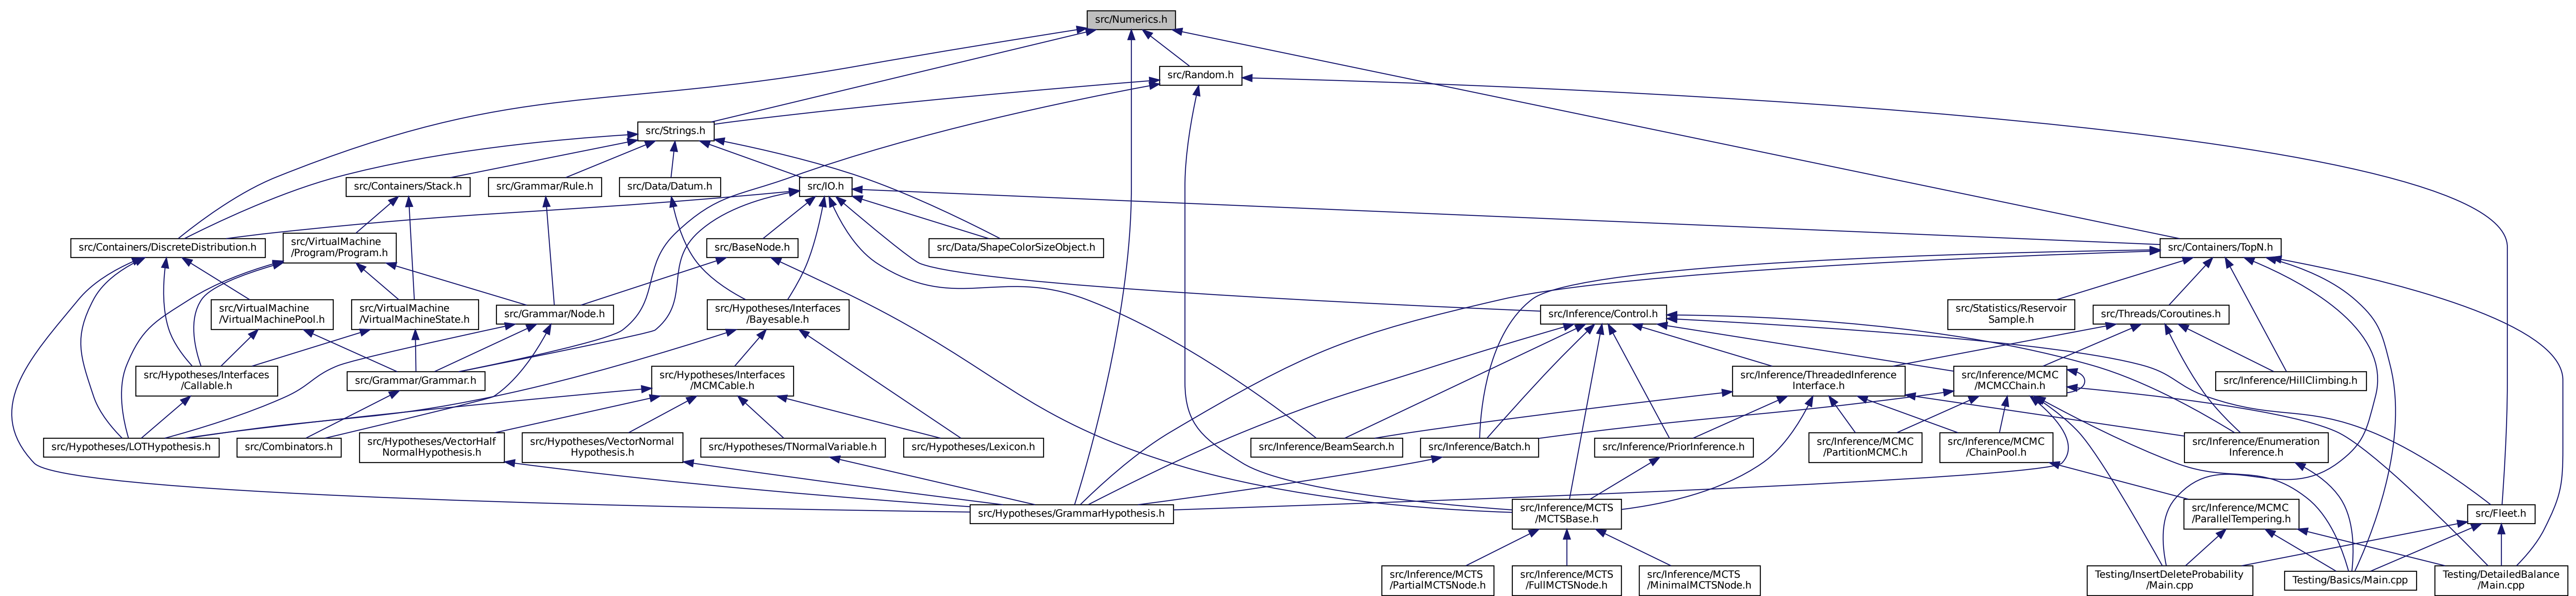 src/Numerics.h
src/Random.h
src/Strings.h
src/Containers/Stack.h
src/Grammar/Rule.h
src/Data/Datum.h
src/IO.h
src/Containers/DiscreteDistribution.h
src/VirtualMachine
/Program/Program.h
src/BaseNode.h
src/Data/ShapeColorSizeObject.h
src/Containers/TopN.h
src/VirtualMachine
/VirtualMachinePool.h
src/VirtualMachine
/VirtualMachineState.h
src/Grammar/Node.h
src/Hypotheses/Interfaces
/Bayesable.h
src/Inference/Control.h
src/Statistics/Reservoir
Sample.h
src/Threads/Coroutines.h
src/Hypotheses/Interfaces
/Callable.h
src/Grammar/Grammar.h
src/Hypotheses/Interfaces
/MCMCable.h
src/Inference/ThreadedInference
Interface.h
src/Inference/MCMC
/MCMCChain.h
src/Inference/HillClimbing.h
src/Hypotheses/LOTHypothesis.h
src/Combinators.h
src/Hypotheses/VectorHalf
NormalHypothesis.h
src/Hypotheses/VectorNormal
Hypothesis.h
src/Hypotheses/TNormalVariable.h
src/Hypotheses/Lexicon.h
src/Inference/BeamSearch.h
src/Inference/Batch.h
src/Inference/PriorInference.h
src/Inference/MCMC
/PartitionMCMC.h
src/Inference/MCMC
/ChainPool.h
src/Inference/Enumeration
Inference.h
src/Hypotheses/GrammarHypothesis.h
src/Inference/MCTS
/MCTSBase.h
src/Inference/MCMC
/ParallelTempering.h
src/Fleet.h
src/Inference/MCTS
/PartialMCTSNode.h
src/Inference/MCTS
/FullMCTSNode.h
src/Inference/MCTS
/MinimalMCTSNode.h
Testing/InsertDeleteProbability
/Main.cpp
Testing/Basics/Main.cpp
Testing/DetailedBalance
/Main.cpp